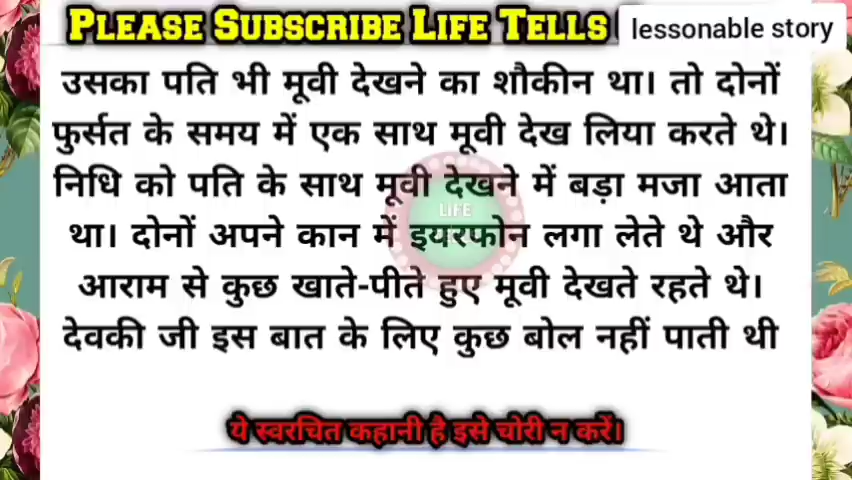 PLEASE SUBSCRIBE LIFE TELLS
lessonable story
उसका पति भी मूवी देखने का शौकीन था। तो दोनों
फुर्सत के समय में एक साथ मूवी देख लिया करते थे।
निधि को पति के साथ मूवी देखने में बड़ा मजा आता
LIFE
था। दोनों अपने कान में इयरफोन लगा लेते थे और
आराम से कुछ खाते-पीते हुए मूवी देखते रहते थे।
देवकी जी इस बात के लिए कुछ बोल नहीं पाती थी
ये स्वरचित कहानी है इसे चोरी न करें।